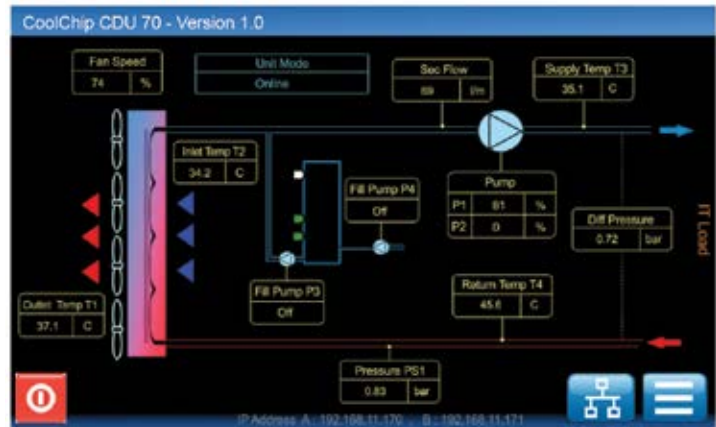 CoolChip CDU 70 - Version 1.0
Fan Speed
74 %
Unit Mode
Online
Sec Flow
69 l/m
Supply Temp T3
35.1 C
Inlet Temp T2
34.2 C
Fill Pump P4
Off
Pump
P1 81 %
P2 0 %
Diff Pressure
0.72 bar
IT Load
Fill Pump P3
Off
Return Temp T4
45.6 C
Outlet Temp T1
37.1 C
Pressure PS1
0.83 bar
IP Address A : 192.168.11.170 , B : 192.168.11.171